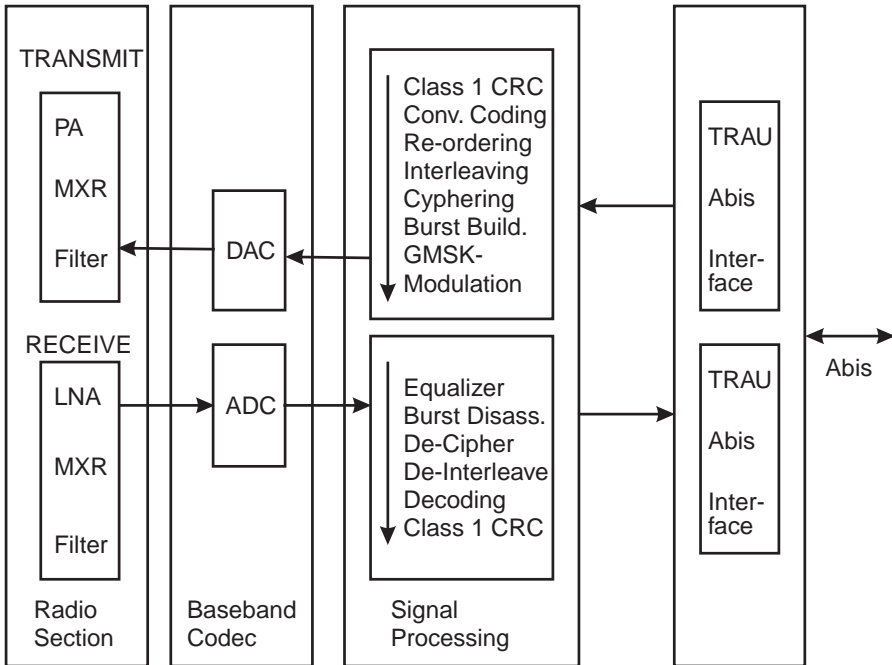 TRANSMIT
PA
MXR
Filter
DAC
Class 1 CRC
Conv. Coding
Re-ordering
Interleaving
Cyphering
Burst Build.
GMSK-
Modulation
TRAU
Abis
Inter-
face
RECEIVE
LNA
MXR
Filter
ADC
Equalizer
Burst Disass.
De-Cipher
De-Interleave
Decoding
Class 1 CRC
TRAU
Abis
Inter-
face
Abis
Radio
Section
Baseband
Codec
Signal
Processing